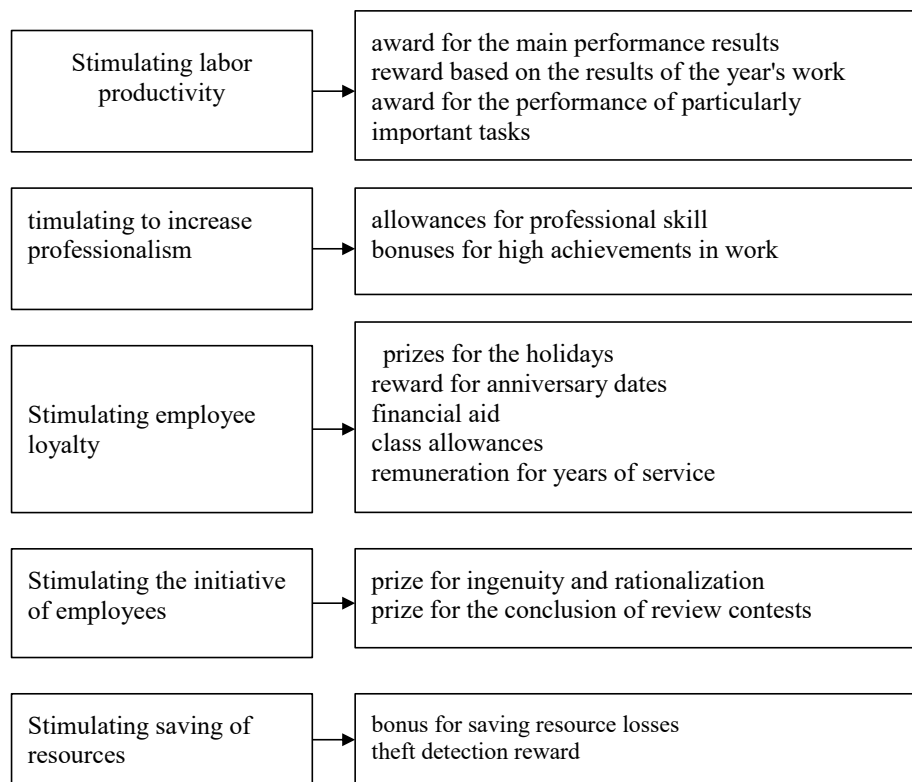 Stimulating labor
productivity
award for the main performance results
reward based on the results of the year's work
award for the performance of particularly
important tasks
timulating to increase
professionalism
allowances for professional skill
bonuses for high achievements in work
Stimulating employee
loyalty
prizes for the holidays
reward for anniversary dates
financial aid
class allowances
remuneration for years of service
Stimulating the initiative
of employees
prize for ingenuity and rationalization
prize for the conclusion of review contests
Stimulating saving of
resources
bonus for saving resource losses
theft detection reward